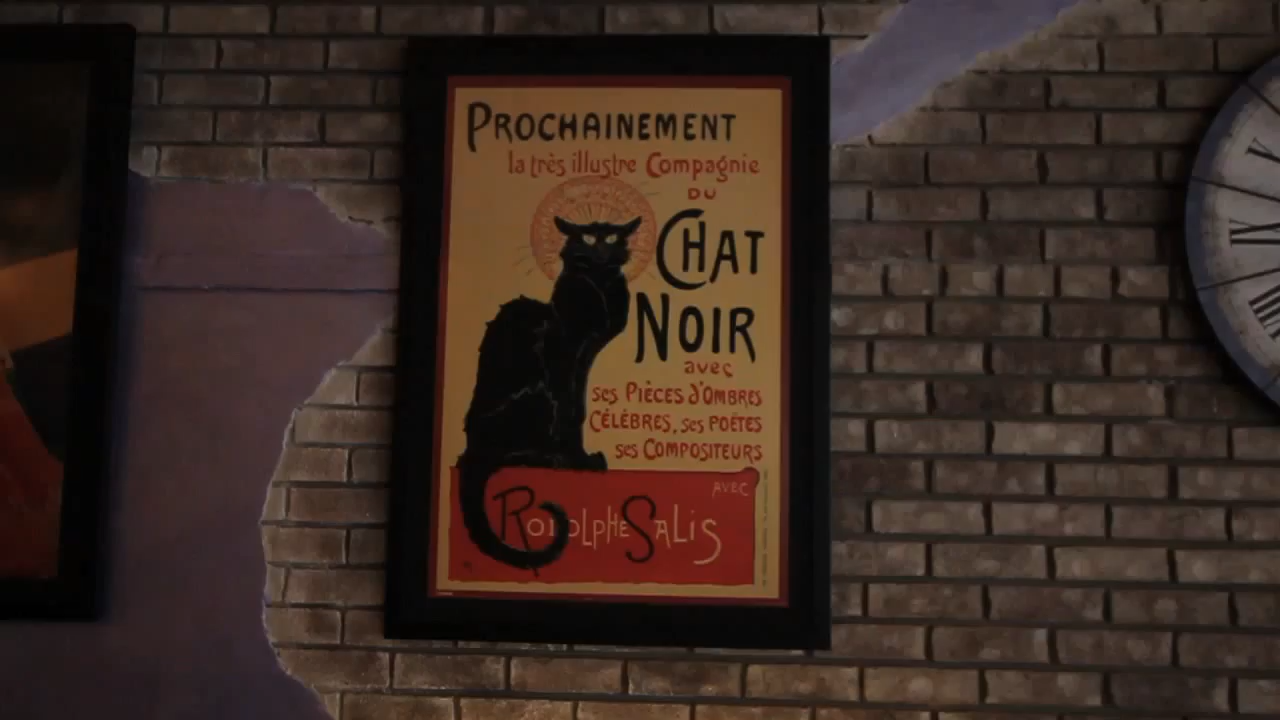 PROCHAINEMENT
la très illustre Compagnie
DU
CHAT
NOIR
avec
ses PIÈCES d'OMBRES
CÉLÈBRES, ses POÈTES
ses COMPOSITEURS
AVEC
RODOLPHE SALIS